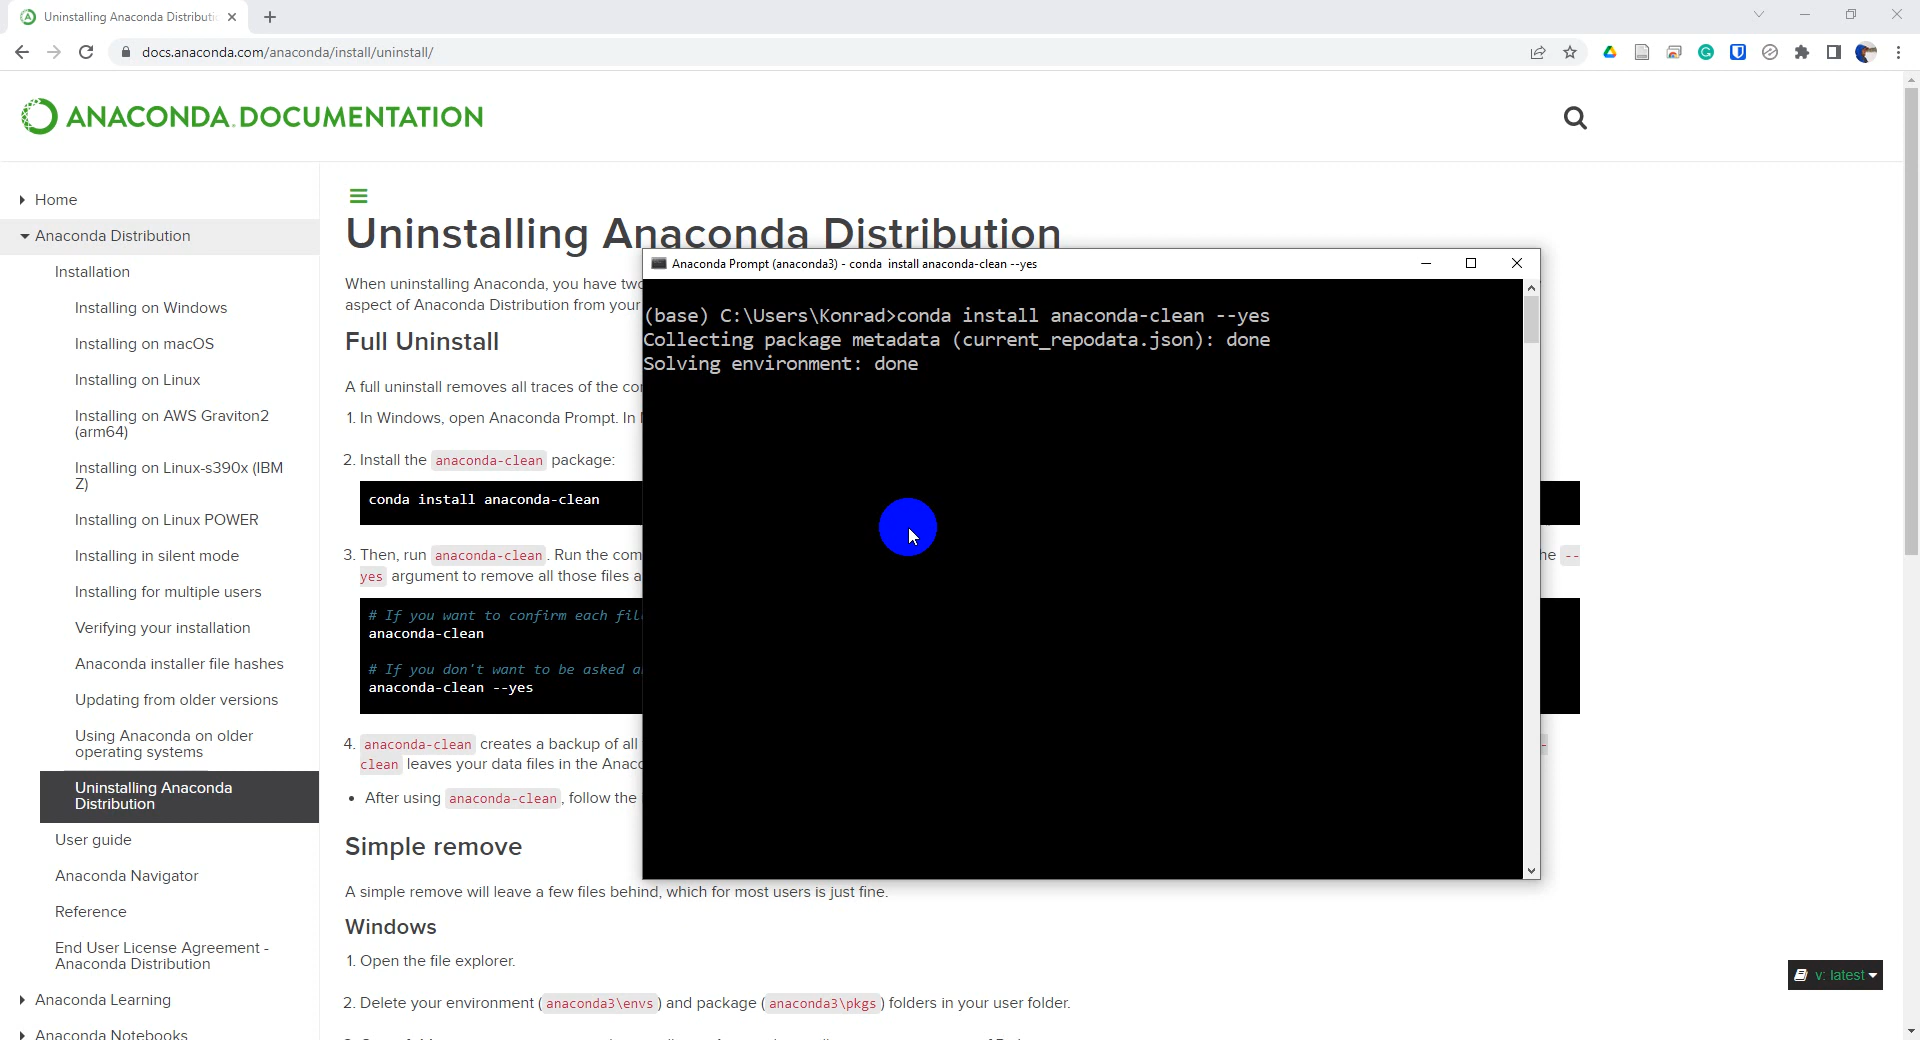 Uninstalling Anaconda Distributi
docs.anaconda.com/anaconda/install/uninstall/
ANACONDA.DOCUMENTATION
Home
Anaconda Distribution
Installation
Installing on Windows
Installing on macOS
Installing on Linux
Installing on AWS Graviton2
(arm64)
Installing on Linux-s390x (IBM
Z)
Installing on Linux POWER
Installing in silent mode
Installing for multiple users
Verifying your installation
Anaconda installer file hashes
Updating from older versions
Using Anaconda on older
operating systems
Uninstalling Anaconda
Distribution
User guide
Anaconda Navigator
Reference
End User License Agreement -
Anaconda Distribution
Anaconda Learning
Anaconda Notebooks
Uninstalling Anaconda Distribution
When uninstalling Anaconda, you have two
aspect of Anaconda Distribution from your
Full Uninstall
A full uninstall removes all traces of the
1. In Windows, open Anaconda Prompt. In
2. Install the anaconda-clean package:
conda install anaconda-clean
3. Then, run anaconda-clean. Run the com he --
yes argument to remove all those files a
# If you want to confirm each fil
anaconda-clean
# If you don't want to be asked a
anaconda-clean --yes
4. anaconda-clean creates a backup of all -
clean leaves your data files in the Anac
• After using anaconda-clean, follow the
Simple remove
A simple remove will leave a few files behind, which for most users is just fine.
Windows
1. Open the file explorer.
2. Delete your environment (anaconda3\envs) and package (anaconda3\pkgs) folders in your user folder.
Anaconda Prompt (anaconda3) - conda install anaconda-clean --yes
(base) C:\Users\Konrad>conda install anaconda-clean --yes
Collecting package metadata (current_repodata.json): done
Solving environment: done
v: latest